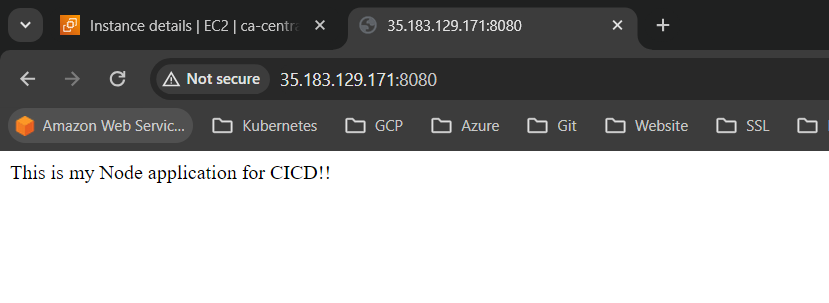 Instance details | EC2 | ca-centra
35.183.129.171:8080
Not secure
35.183.129.171:8080
Amazon Web Servic...
Kubernetes
GCP
Azure
Git
Website
SSL
This is my Node application for CICD!!